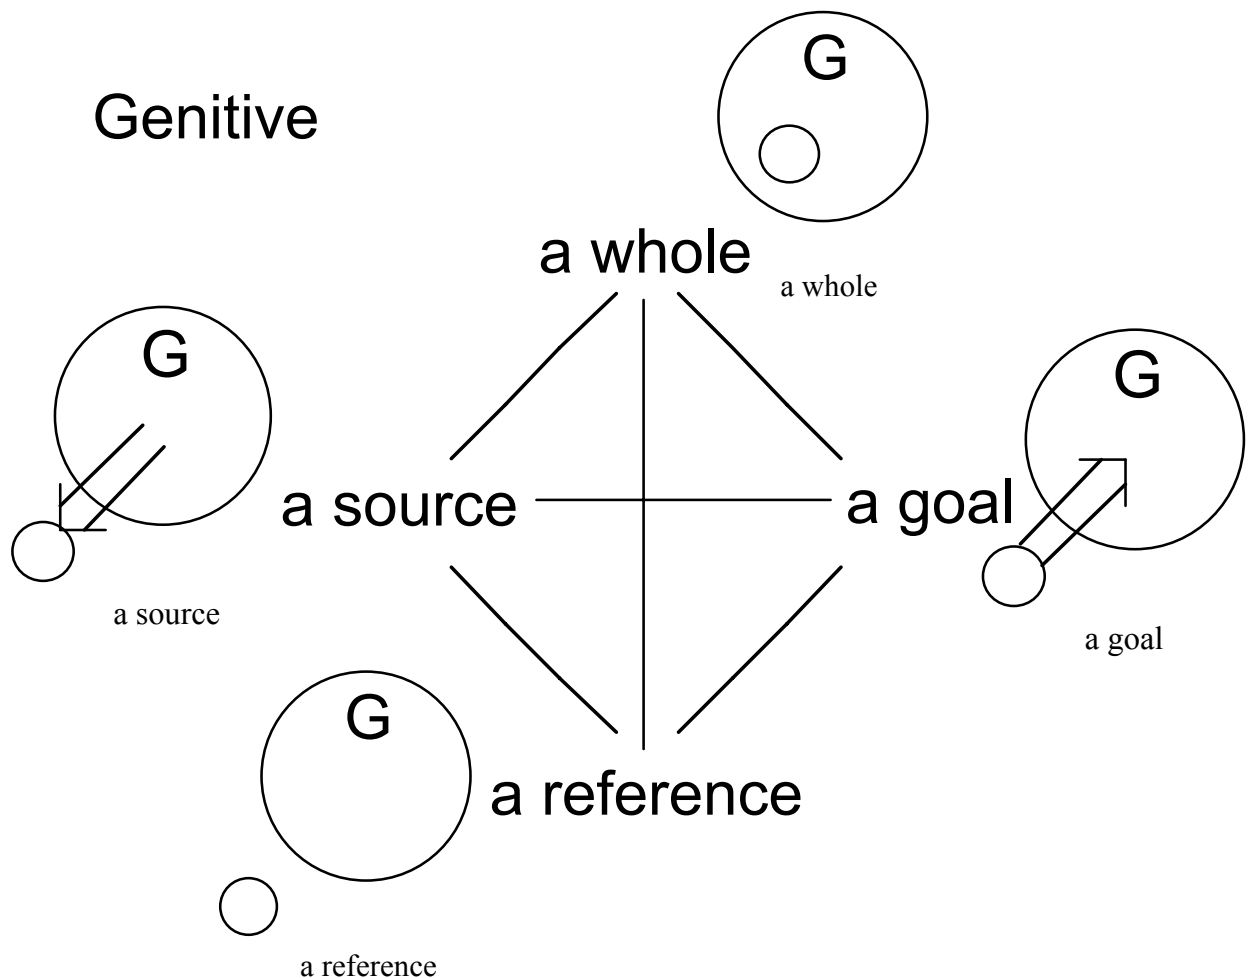 G
Genitive
a whole
a whole
G
G
a source
a goal
a source
a goal
G
a reference
a reference